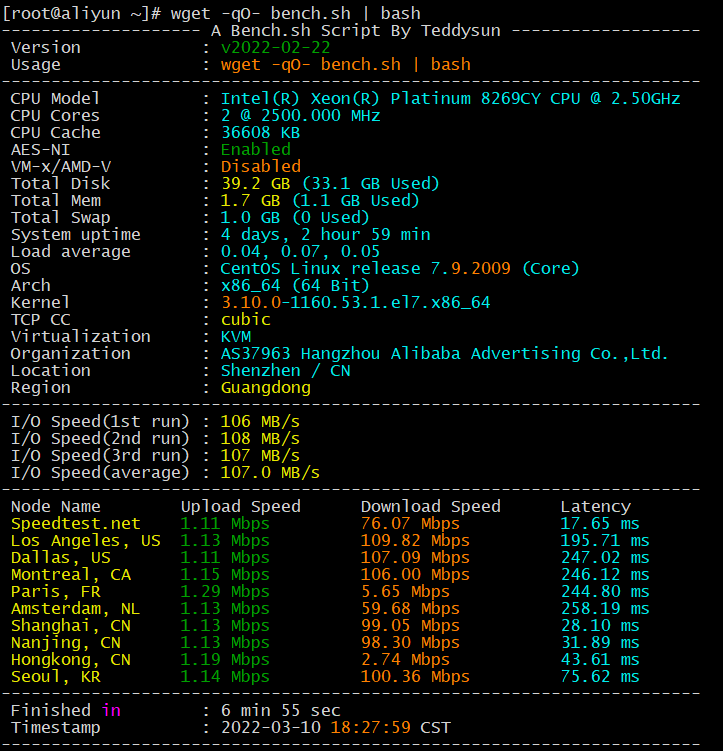 [root@aliyun ~]# wget -qO- bench.sh | bash
-------------------- A Bench.sh Script By Teddysun -------------------
 Version            : v2022-02-22
 Usage              : wget -qO- bench.sh | bash
----------------------------------------------------------------------
 CPU Model          : Intel(R) Xeon(R) Platinum 8269CY CPU @ 2.50GHz
 CPU Cores          : 2 @ 2500.000 MHz
 CPU Cache          : 36608 KB
 AES-NI             : Enabled
 VM-x/AMD-V         : Disabled
 Total Disk         : 39.2 GB (33.1 GB Used)
 Total Mem          : 1.7 GB (1.1 GB Used)
 Total Swap         : 1.0 GB (0 Used)
 System uptime      : 4 days, 2 hour 59 min
 Load average       : 0.04, 0.07, 0.05
 OS                 : CentOS Linux release 7.9.2009 (Core)
 Arch               : x86_64 (64 Bit)
 Kernel             : 3.10.0-1160.53.1.el7.x86_64
 TCP CC             : cubic
 Virtualization     : KVM
 Organization       : AS37963 Hangzhou Alibaba Advertising Co.,Ltd.
 Location           : Shenzhen / CN
 Region             : Guangdong
----------------------------------------------------------------------
 I/O Speed(1st run) : 106 MB/s
 I/O Speed(2nd run) : 108 MB/s
 I/O Speed(3rd run) : 107 MB/s
 I/O Speed(average) : 107.0 MB/s
----------------------------------------------------------------------
 Node Name        Upload Speed      Download Speed      Latency
 Speedtest.net    1.11 Mbps         76.07 Mbps          17.65 ms
 Los Angeles, US  1.13 Mbps         109.82 Mbps         195.71 ms
 Dallas, US       1.11 Mbps         107.09 Mbps         247.02 ms
 Montreal, CA     1.15 Mbps         106.00 Mbps         246.12 ms
 Paris, FR        1.29 Mbps         5.65 Mbps           244.80 ms
 Amsterdam, NL    1.13 Mbps         59.68 Mbps          258.19 ms
 Shanghai, CN     1.13 Mbps         99.05 Mbps          28.10 ms
 Nanjing, CN      1.13 Mbps         98.30 Mbps          31.89 ms
 Hongkong, CN     1.19 Mbps         2.74 Mbps           43.61 ms
 Seoul, KR        1.14 Mbps         100.36 Mbps         75.62 ms
----------------------------------------------------------------------
 Finished in        : 6 min 55 sec
 Timestamp          : 2022-03-10 18:27:59 CST
----------------------------------------------------------------------